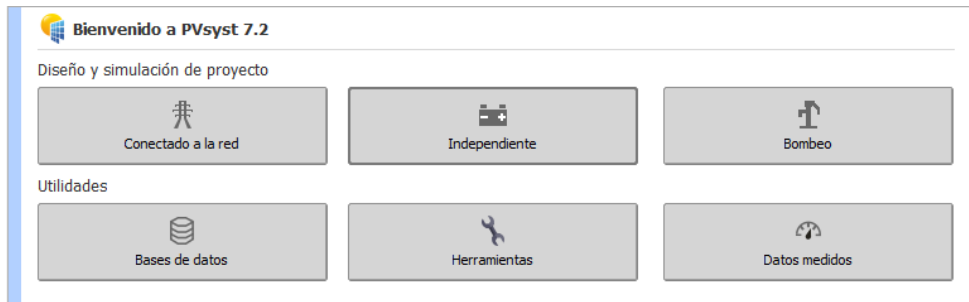 Bienvenido a PVsyst 7.2
Diseño y simulación de proyecto
Conectado a la red
Independiente
Bombeo
Utilidades
Bases de datos
Herramientas
Datos medidos